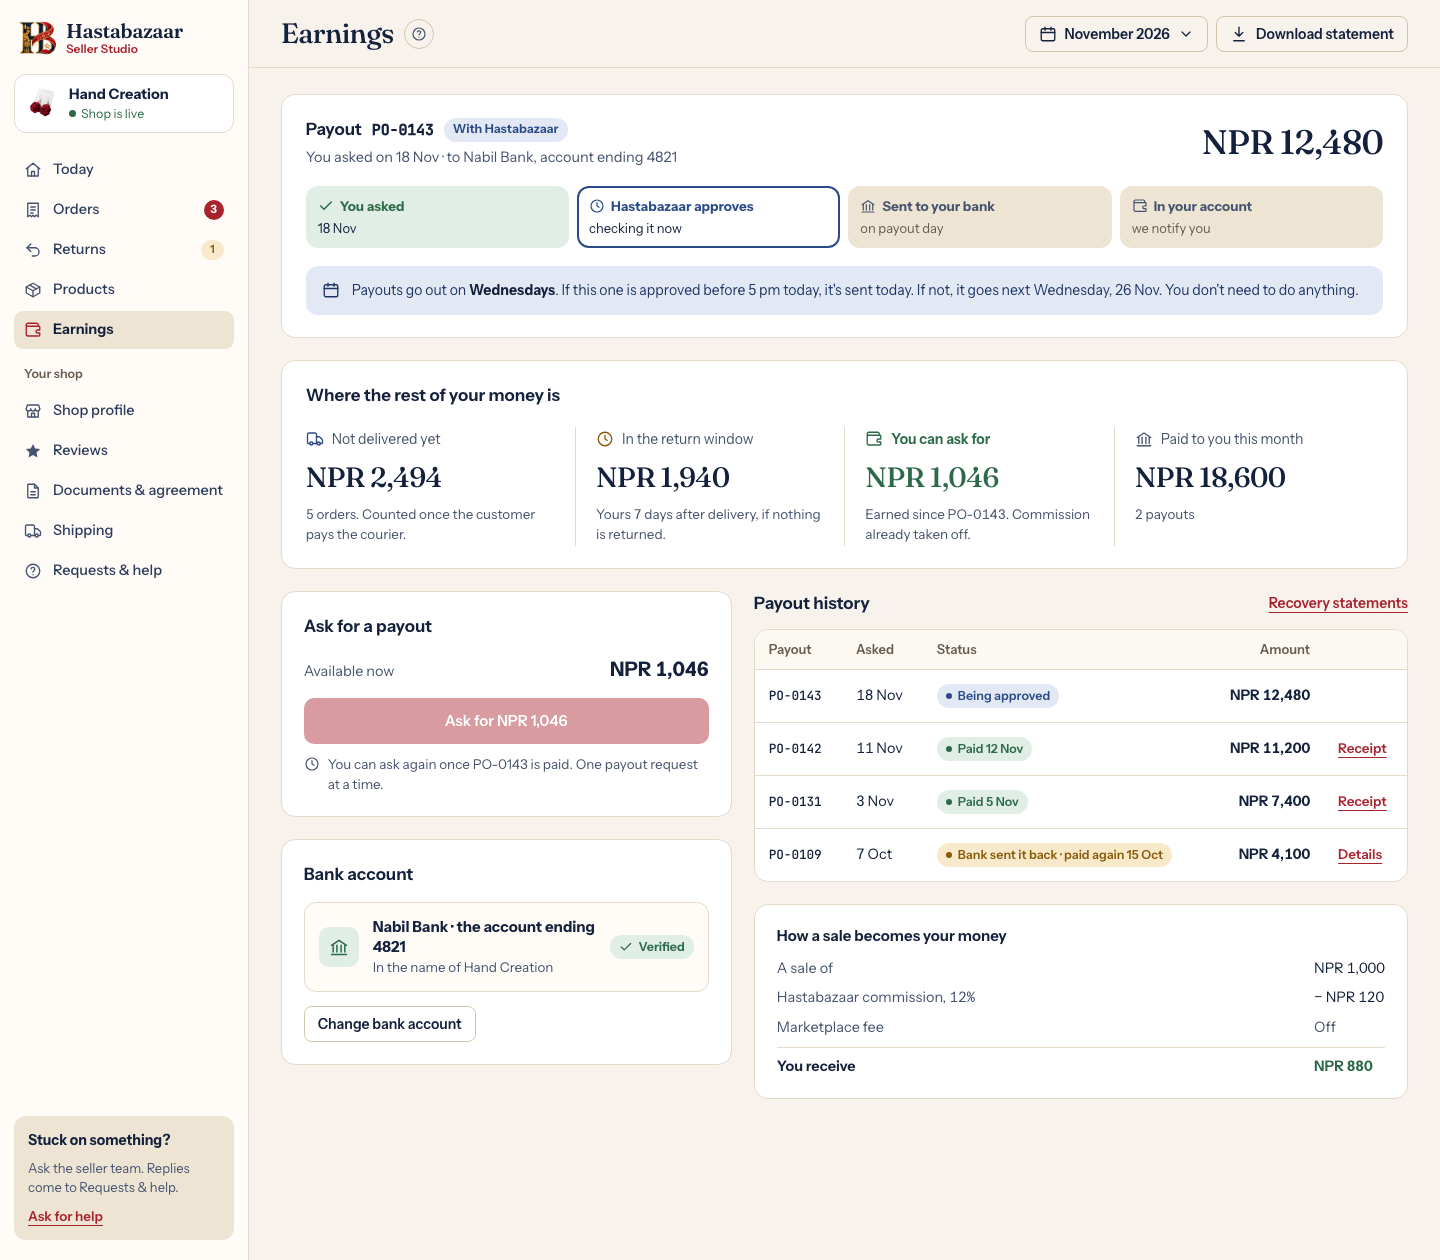 Hastabazaar
Seller Studio
Hand Creation
Shop is live
Today
Orders
3
Returns
1
Products
Earnings
Your shop
Shop profile
Reviews
Documents & agreement
Shipping
Requests & help
Stuck on something?
Ask the seller team. Replies
come to Requests & help.
Ask for help
Earnings
November 2026
Download statement
Payout PO-0143 With Hastabazaar
You asked on 18 Nov · to Nabil Bank, account ending 4821
NPR 12,480
You asked
18 Nov
Hastabazaar approves
checking it now
Sent to your bank
on payout day
In your account
we notify you
Payouts go out on Wednesdays. If this one is approved before 5 pm today, it's sent today. If not, it goes next Wednesday, 26 Nov. You don't need to do anything.
Where the rest of your money is
Not delivered yet
NPR 2,494
5 orders. Counted once the customer
pays the courier.
In the return window
NPR 1,940
Yours 7 days after delivery, if nothing
is returned.
You can ask for
NPR 1,046
Earned since PO-0143. Commission
already taken off.
Paid to you this month
NPR 18,600
2 payouts
Ask for a payout
Available now NPR 1,046
Ask for NPR 1,046
You can ask again once PO-0143 is paid. One payout request
at a time.
Bank account
Nabil Bank · the account ending
4821
In the name of Hand Creation
Verified
Change bank account
Payout history
Recovery statements
Payout Asked Status Amount
PO-0143 18 Nov Being approved NPR 12,480
PO-0142 11 Nov Paid 12 Nov NPR 11,200 Receipt
PO-0131 3 Nov Paid 5 Nov NPR 7,400 Receipt
PO-0109 7 Oct Bank sent it back · paid again 15 Oct NPR 4,100 Details
How a sale becomes your money
A sale of NPR 1,000
Hastabazaar commission, 12% − NPR 120
Marketplace fee Off
You receive NPR 880